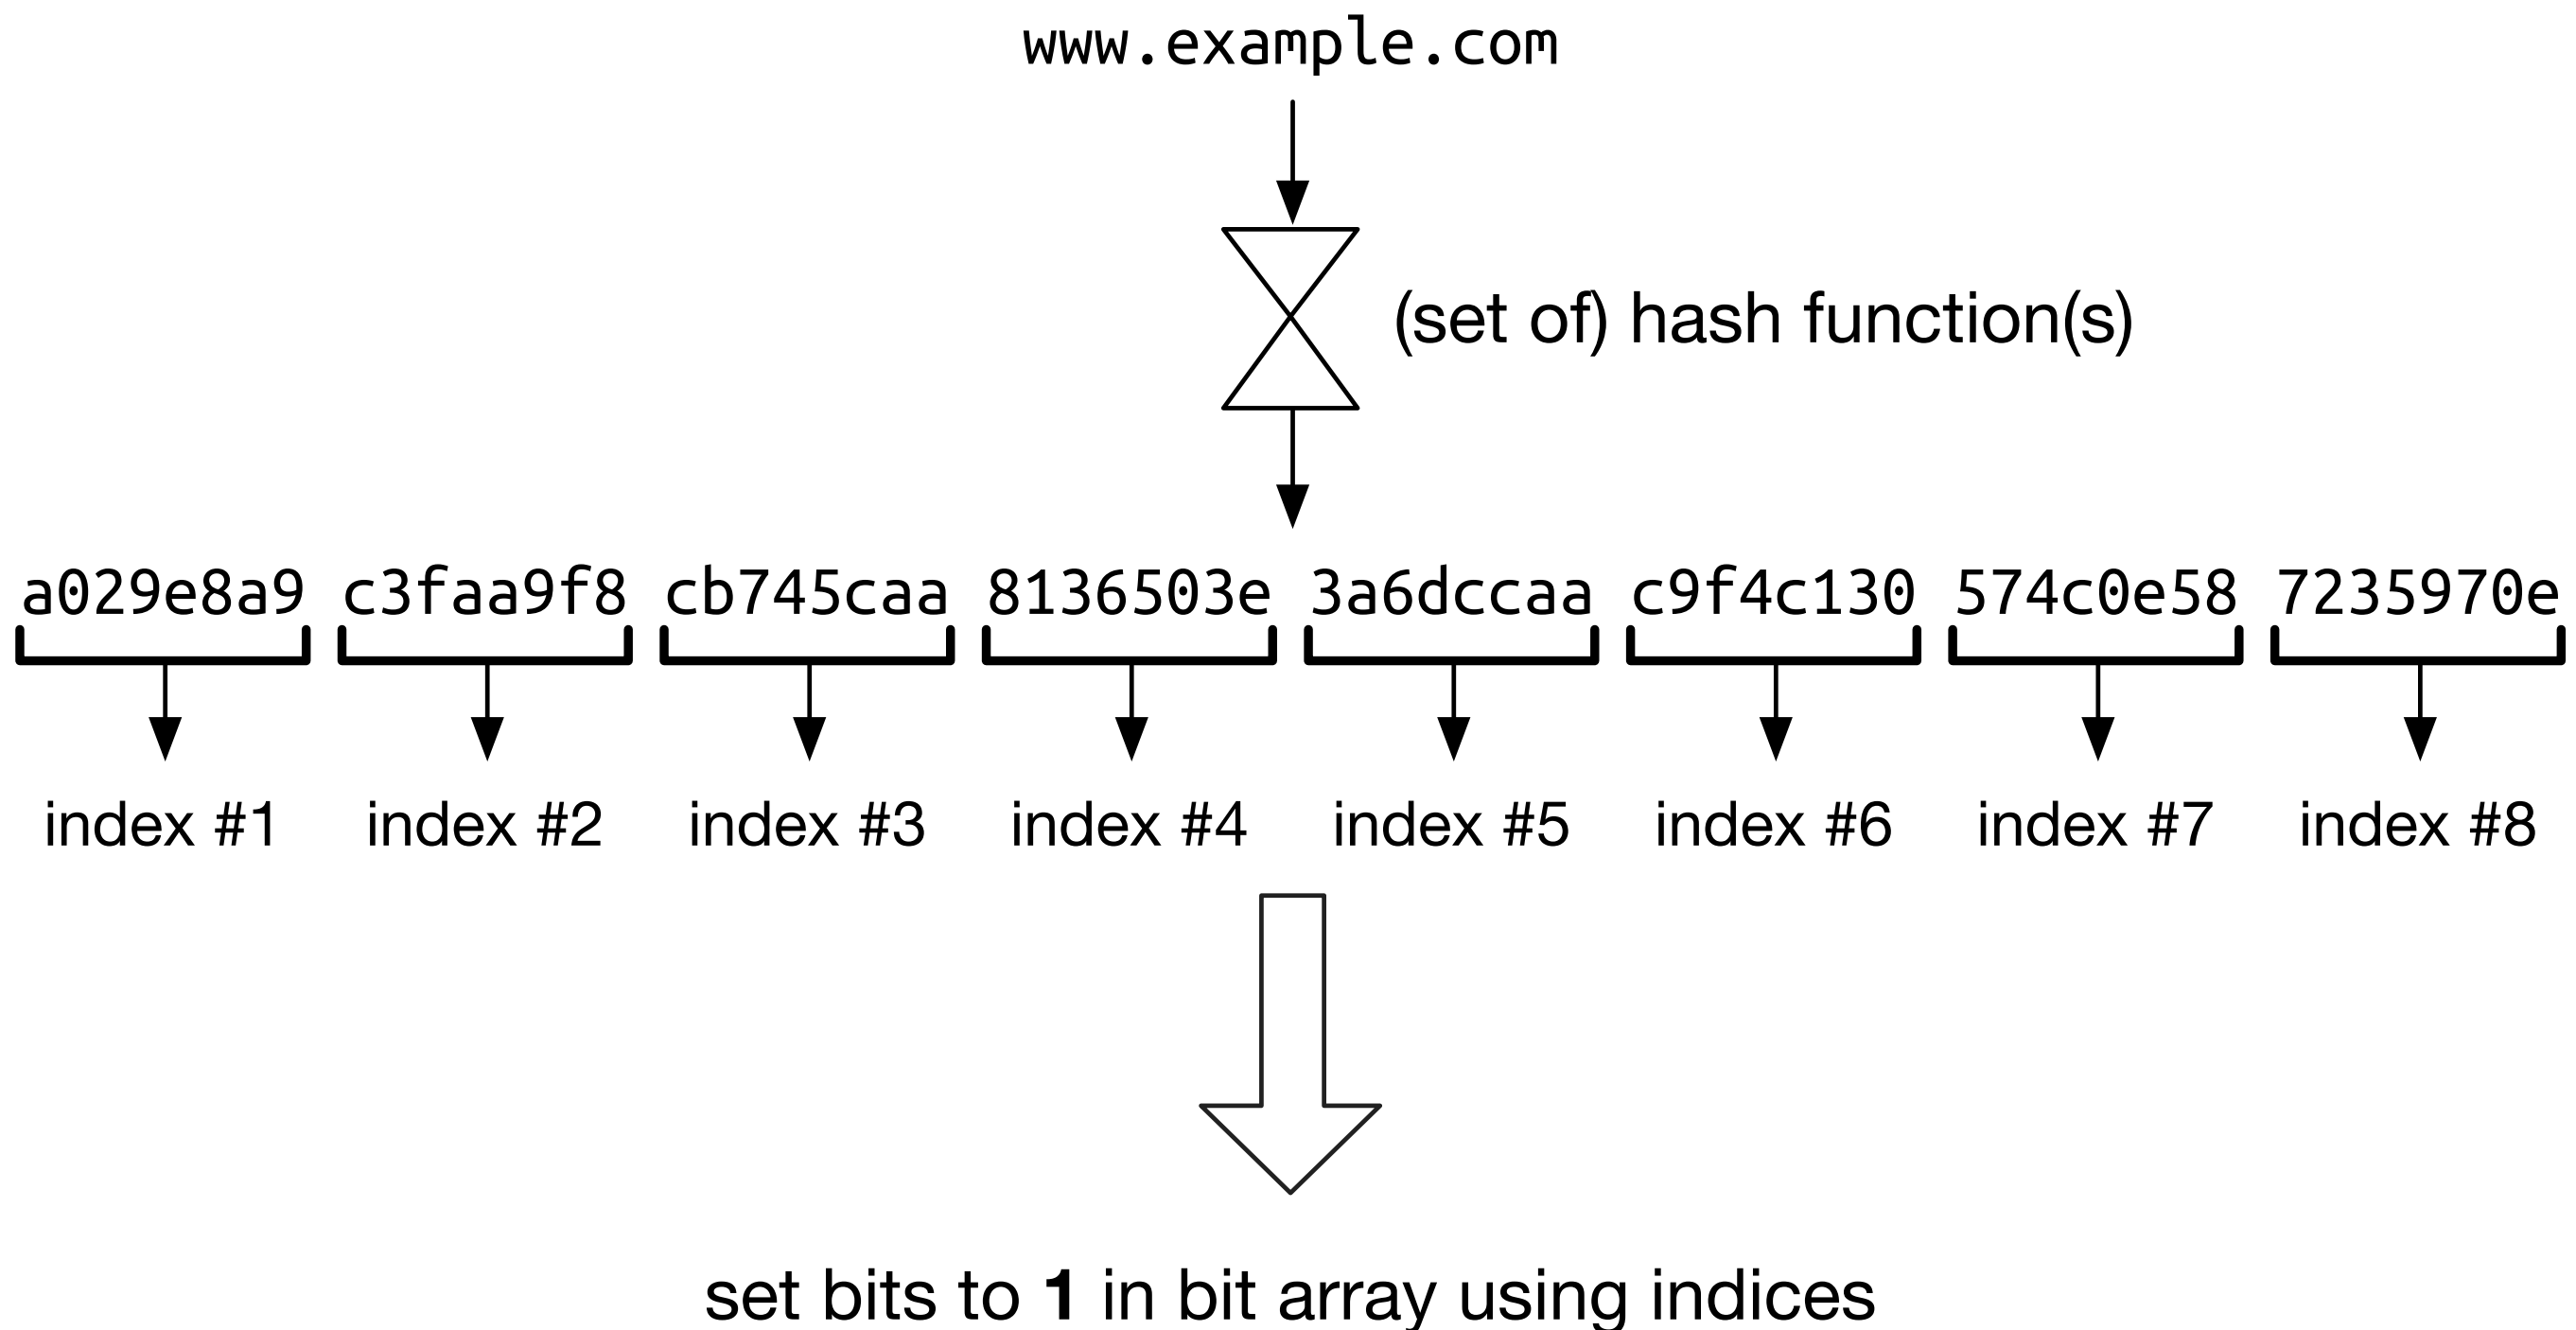 www.example.com
(set of) hash function(s)
a029e8a9 c3faa9f8 cb745caa 8136503e 3a6dccaa c9f4c130 574c0e58 7235970e
index #1 index #2 index #3 index #4 index #5 index #6 index #7 index #8
set bits to 1 in bit array using indices